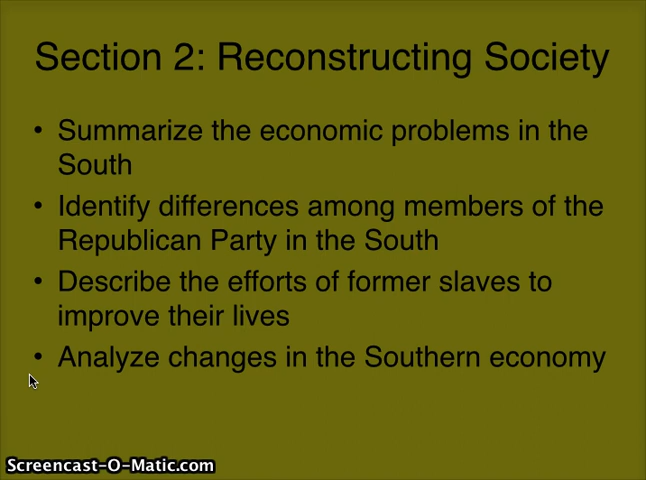 Section 2: Reconstructing Society
• Summarize the economic problems in the
South
• Identify differences among members of the
Republican Party in the South
• Describe the efforts of former slaves to
improve their lives
• Analyze changes in the Southern economy
Screencast-O-Matic.com